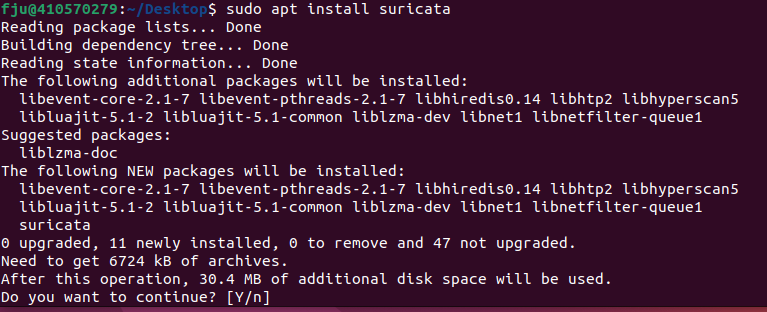 fju@410570279:~/Desktop$ sudo apt install suricata
Reading package lists... Done
Building dependency tree... Done
Reading state information... Done
The following additional packages will be installed:
  libevent-core-2.1-7 libevent-pthreads-2.1-7 libhiredis0.14 libhtp2 libhyperscan5
  libluajit-5.1-2 libluajit-5.1-common liblzma-dev libnet1 libnetfilter-queue1
Suggested packages:
  liblzma-doc
The following NEW packages will be installed:
  libevent-core-2.1-7 libevent-pthreads-2.1-7 libhiredis0.14 libhtp2 libhyperscan5
  libluajit-5.1-2 libluajit-5.1-common liblzma-dev libnet1 libnetfilter-queue1
  suricata
0 upgraded, 11 newly installed, 0 to remove and 47 not upgraded.
Need to get 6724 kB of archives.
After this operation, 30.4 MB of additional disk space will be used.
Do you want to continue? [Y/n]